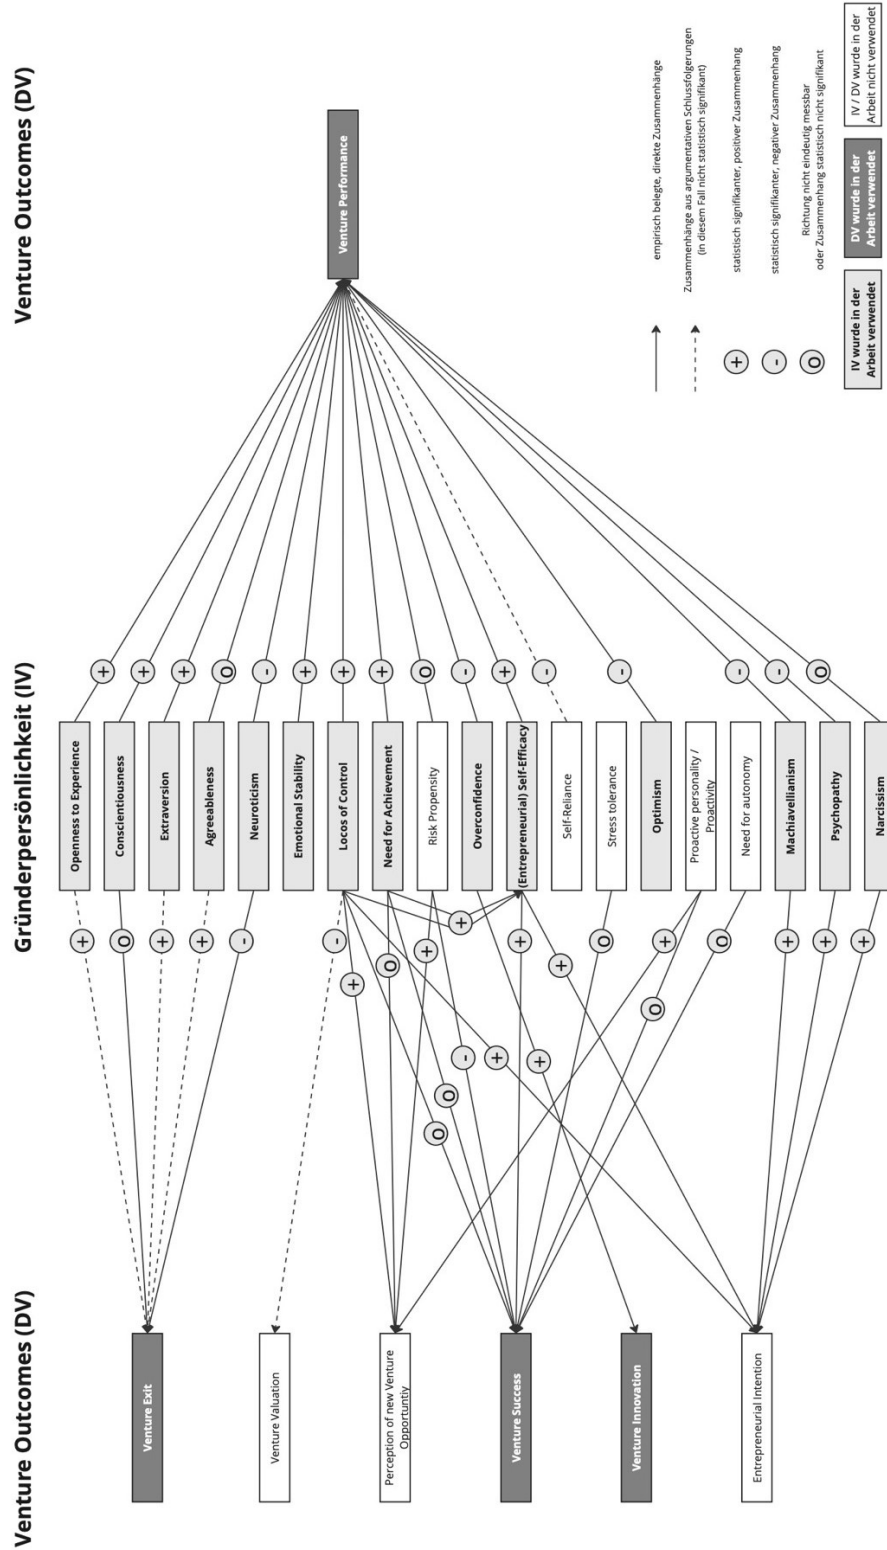 Venture Outcomes (DV)
Gründerpersönlichkeit (IV)
Venture Outcomes (DV)
Venture Exit
Venture Valuation
Perception of new Venture
Opportuntiy
Venture Success
Venture Innovation
Entrepreneurial Intention
+
O
+
+
-
-
+
O
+
+
O
O
-
+
+
+
+
O
+
O
O
+
+
+
Openness to Experience
Conscientiousness
Extraversion
Agreeableness
Neuroticism
Emotional Stability
Locos of Control
Need for Achievement
Risk Propensity
Overconfidence
(Entrepreneurial) Self-Efficacy
Self-Reliance
Stress tolerance
Optimism
Proactive personality /
Proactivity
Need for autonomy
Machiavellianism
Psychopathy
Narcissism
+
+
+
O
-
+
+
+
O
-
+
-
-
-
-
O
Venture Performance
empirisch belegte, direkte Zusammenhänge
Zusammenhänge aus argumentativen Schlussfolgerungen
(in diesem Fall nicht statistisch signifikant)
+
statistisch signifikanter, positiver Zusammenhang
-
statistisch signifikanter, negativer Zusammenhang
O
Richtung nicht eindeutig messbar
oder Zusammenhang statistisch nicht signifikant
IV wurde in der
Arbeit verwendet
DV wurde in der
Arbeit verwendet
IV / DV wurde in der
Arbeit nicht verwendet